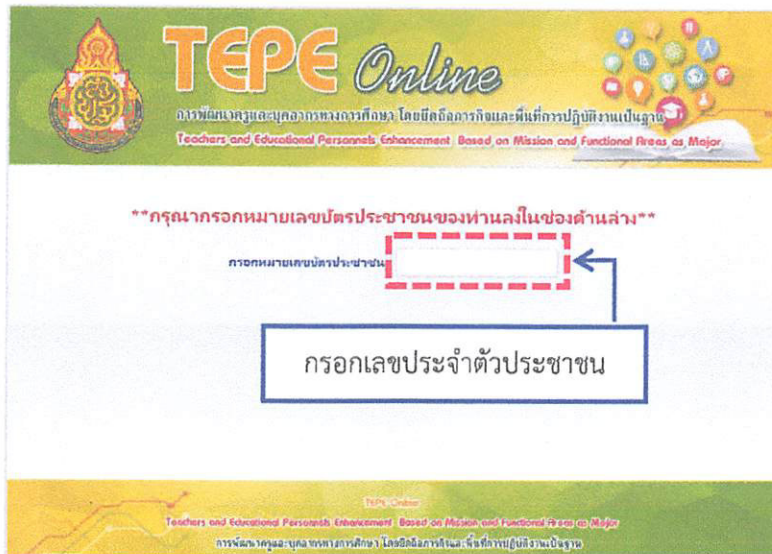 TEPE Online
การพัฒนาครูและบุคลากรทางการศึกษา โดยยึดถือภารกิจและพื้นที่การปฏิบัติงานเป็นฐาน
Teachers and Educational Personnels Enhancement Based on Mission and Functional Areas as Major
**กรุณากรอกหมายเลขบัตรประชาชนของท่านลงในช่องด้านล่าง**
กรอกหมายเลขบัตรประชาชน
กรอกเลขประจำตัวประชาชน
TEPE Online
Teachers and Educational Personnels Enhancement Based on Mission and Functional Areas as Major
การพัฒนาครูและบุคลากรทางการศึกษา โดยยึดถือภารกิจและพื้นที่การปฏิบัติงานเป็นฐาน